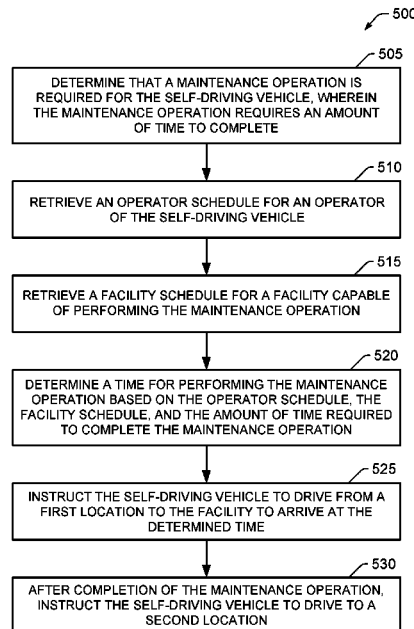 500
505
DETERMINE THAT A MAINTENANCE OPERATION IS
REQUIRED FOR THE SELF-DRIVING VEHICLE, WHEREIN
THE MAINTENANCE OPERATION REQUIRES AN AMOUNT
OF TIME TO COMPLETE
510
RETRIEVE AN OPERATOR SCHEDULE FOR AN OPERATOR
OF THE SELF-DRIVING VEHICLE
515
RETRIEVE A FACILITY SCHEDULE FOR A FACILITY CAPABLE
OF PERFORMING THE MAINTENANCE OPERATION
520
DETERMINE A TIME FOR PERFORMING THE MAINTENANCE
OPERATION BASED ON THE OPERATOR SCHEDULE, THE
FACILITY SCHEDULE, AND THE AMOUNT OF TIME REQUIRED
TO COMPLETE THE MAINTENANCE OPERATION
525
INSTRUCT THE SELF-DRIVING VEHICLE TO DRIVE FROM A
FIRST LOCATION TO THE FACILITY TO ARRIVE AT THE
DETERMINED TIME
530
AFTER COMPLETION OF THE MAINTENANCE OPERATION,
INSTRUCT THE SELF-DRIVING VEHICLE TO DRIVE TO A
SECOND LOCATION